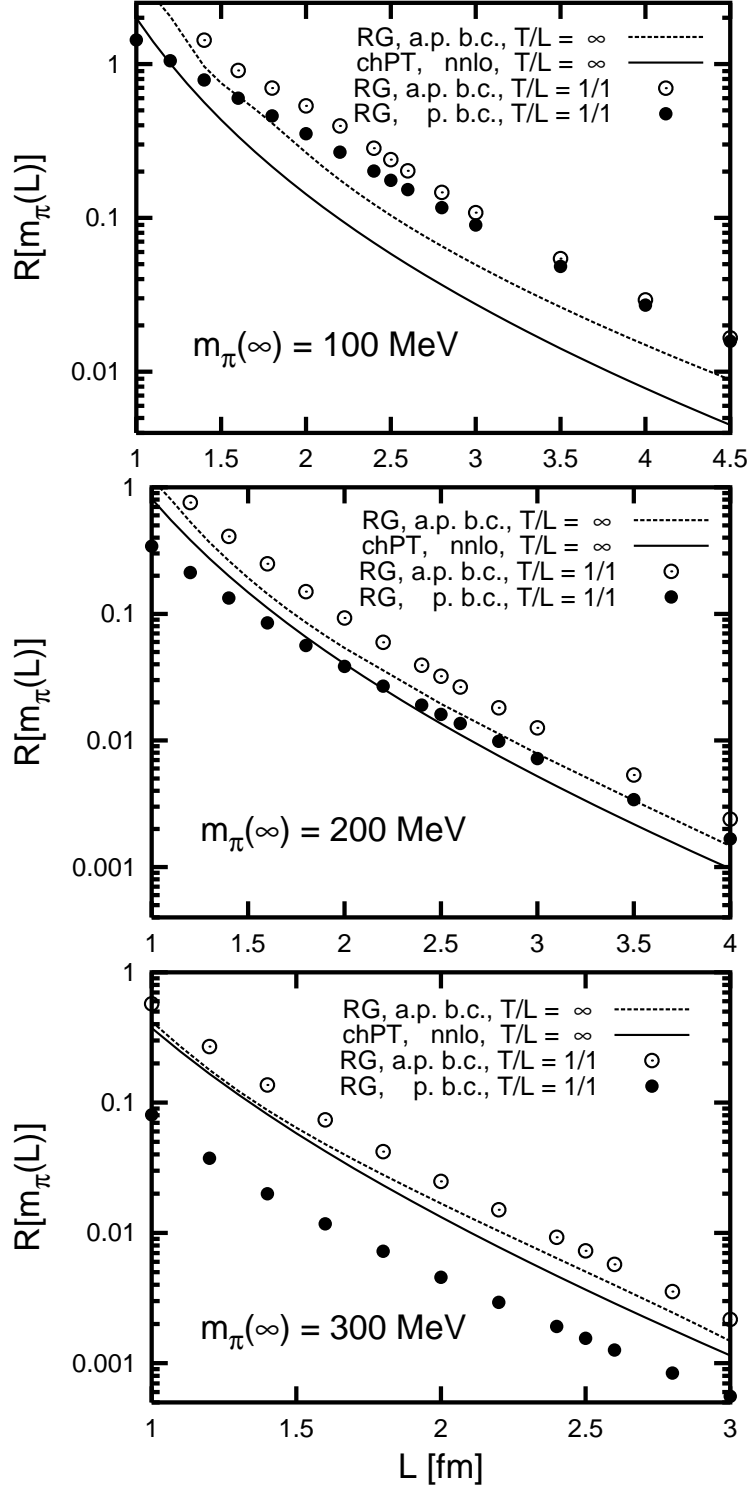 RG, a.p. b.c., T/L = ∞
chPT, nnlo, T/L = ∞
RG, a.p. b.c., T/L = 1/1
RG, p. b.c., T/L = 1/1
1
0.1
0.01
R[mπ(L)]
mπ(∞) = 100 MeV
1 1.5 2 2.5 3 3.5 4 4.5
RG, a.p. b.c., T/L = ∞
chPT, nnlo, T/L = ∞
RG, a.p. b.c., T/L = 1/1
RG, p. b.c., T/L = 1/1
1
0.1
0.01
0.001
R[mπ(L)]
mπ(∞) = 200 MeV
1 1.5 2 2.5 3 3.5 4
RG, a.p. b.c., T/L = ∞
chPT, nnlo, T/L = ∞
RG, a.p. b.c., T/L = 1/1
RG, p. b.c., T/L = 1/1
1
0.1
0.01
0.001
R[mπ(L)]
mπ(∞) = 300 MeV
1 1.5 2 2.5 3
L [fm]